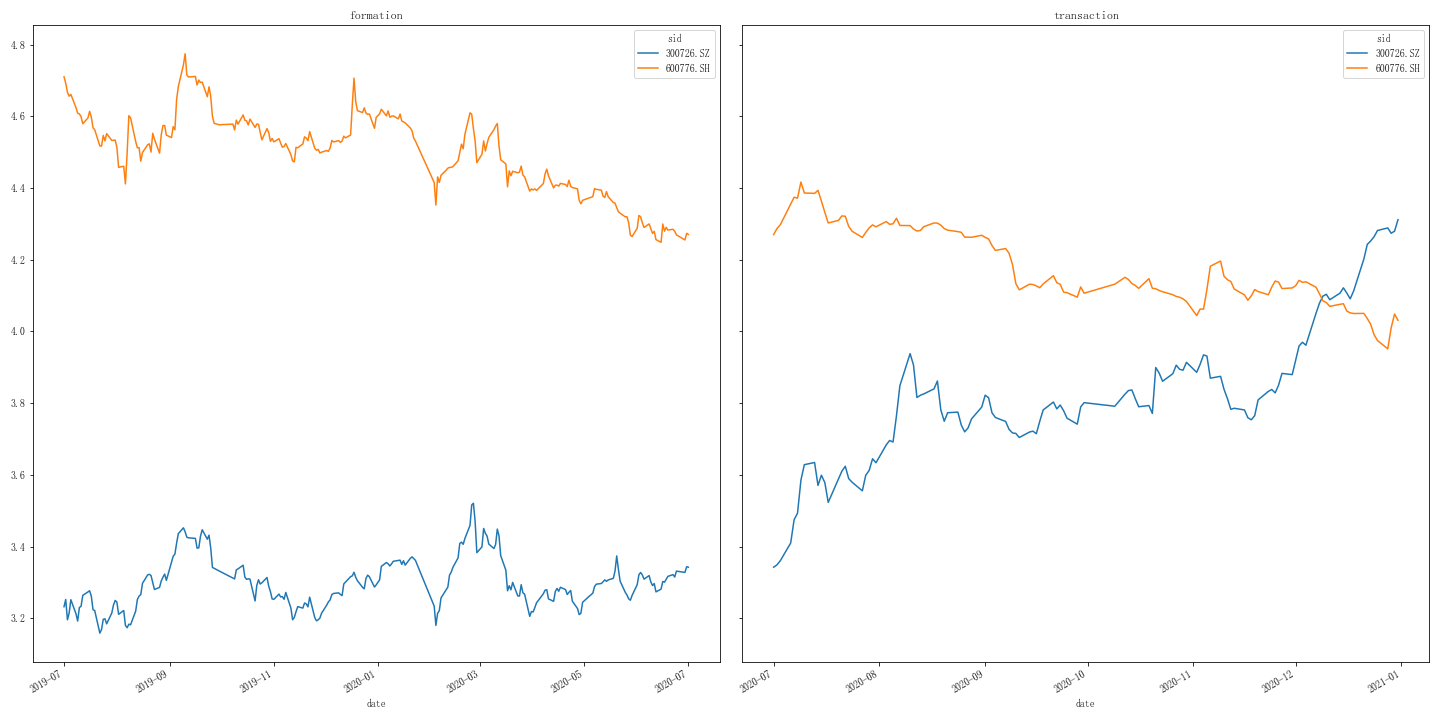 formation
sid
300726.SZ
600776.SH
4.8
4.6
4.4
4.2
4.0
3.8
3.6
3.4
3.2
2019-07
2019-09
2019-11
2020-01
2020-03
2020-05
2020-07
date
transaction
sid
300726.SZ
600776.SH
2020-07
2020-08
2020-09
2020-10
2020-11
2020-12
2021-01
date